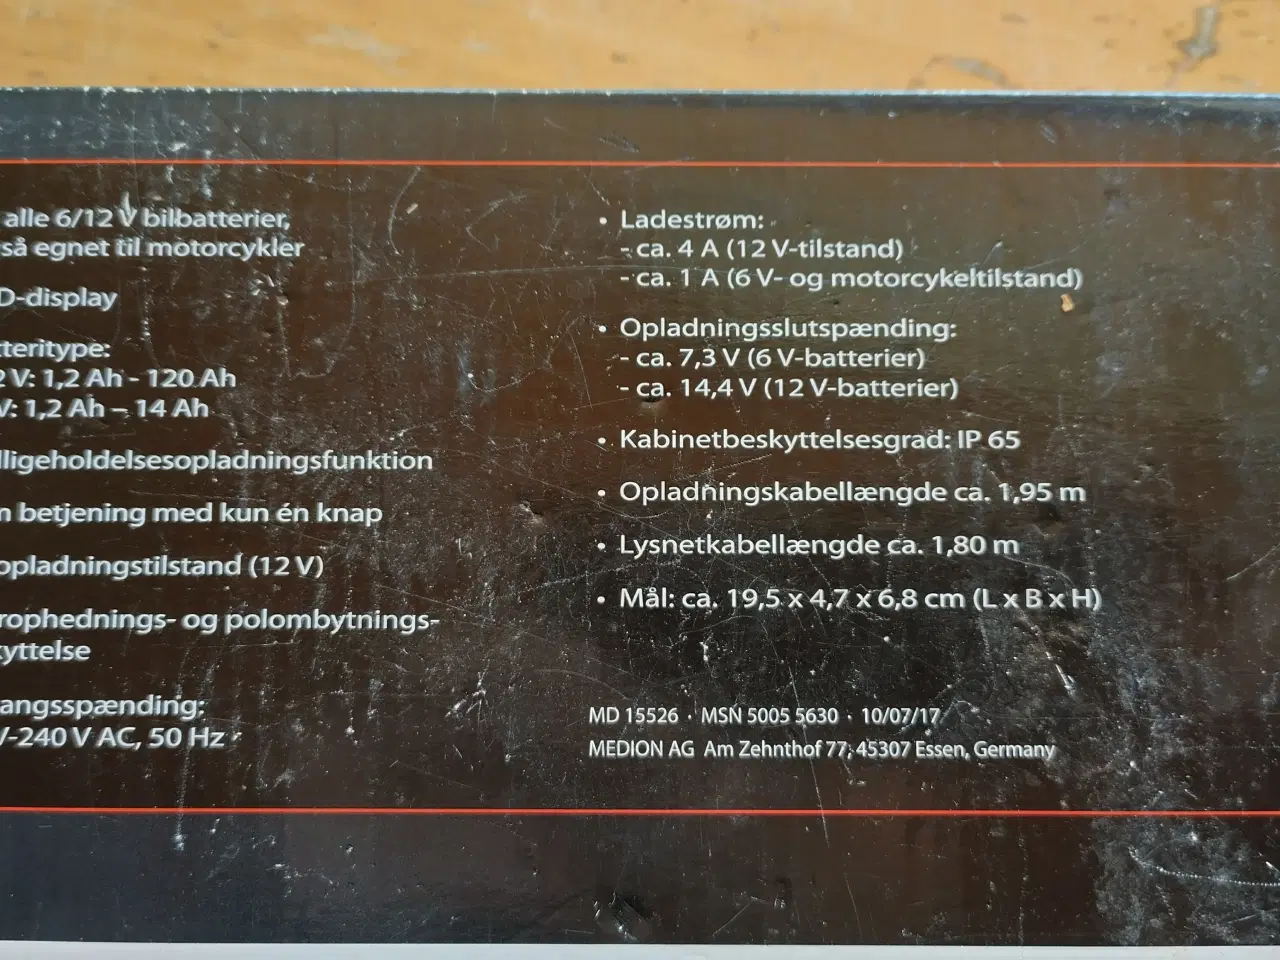 alle 6/12 V bilbatterier,
så egnet til motorcykler
D-display
tteritype:
2 V: 1,2 Ah - 120 Ah
V: 1,2 Ah – 14 Ah
lligeholdelsesopladningsfunktion
m betjening med kun én knap
opladningstilstand (12 V)
rophednings- og polombytnings-
kyttelse
angsspænding:
V-240 V AC, 50 Hz
• Ladestrøm:
- ca. 4 A (12 V-tilstand)
- ca. 1 A (6 V- og motorcykeltilstand)
• Opladningsslutspænding:
- ca. 7,3 V (6 V-batterier)
- ca. 14,4 V (12 V-batterier)
• Kabinetbeskyttelsesgrad: IP 65
• Opladningskabellængde ca. 1,95 m
• Lysnetkabellængde ca. 1,80 m
• Mål: ca. 19,5 x 4,7 x 6,8 cm (L x B x H)
MD 15526 · MSN 5005 5630 · 10/07/17
MEDION AG Am Zehnthof 77, 45307 Essen, Germany